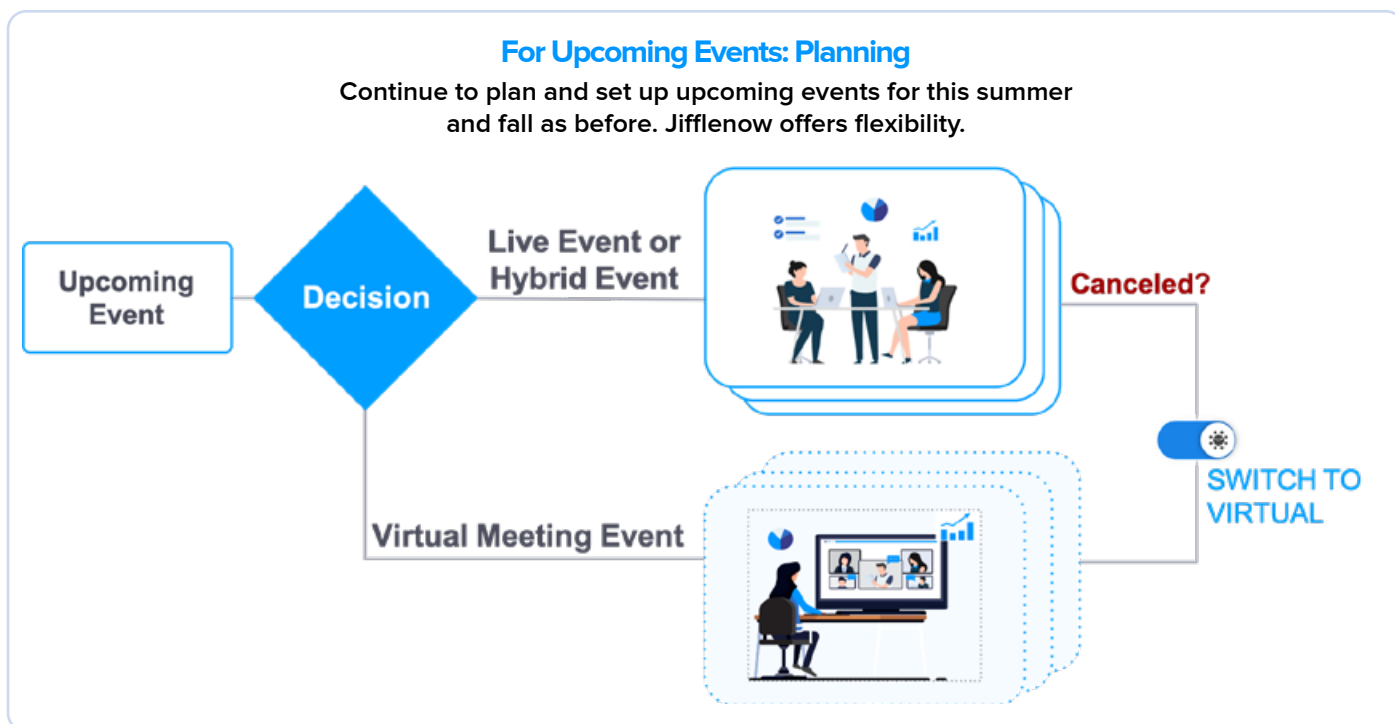 For Upcoming Events: Planning
Continue to plan and set up upcoming events for this summer
and fall as before. Jifflenow offers flexibility.
Upcoming
Event
Decision
Live Event or
Hybrid Event
Canceled?
SWITCH TO
VIRTUAL
Virtual Meeting Event